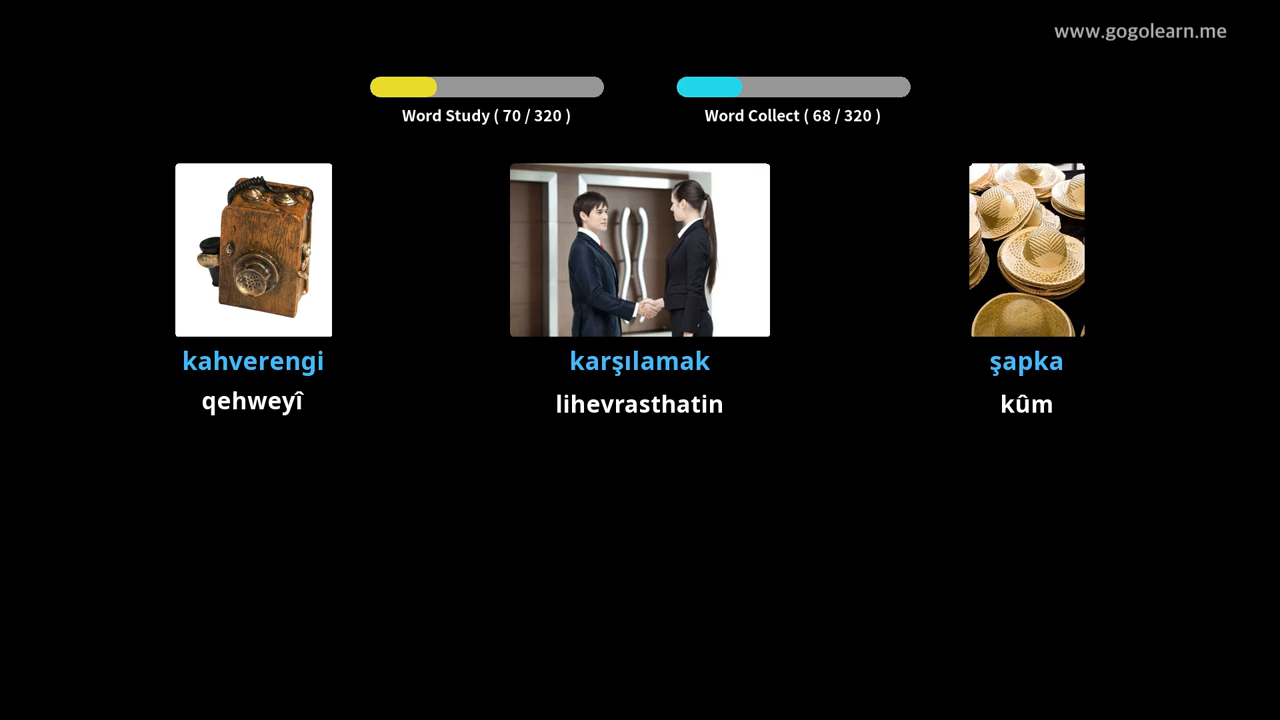 www.gogolearn.me
Word Study ( 70 / 320 )
Word Collect ( 68 / 320 )
kahverengi
qehweyî
karşılamak
lihevrasthatin
şapka
kûm